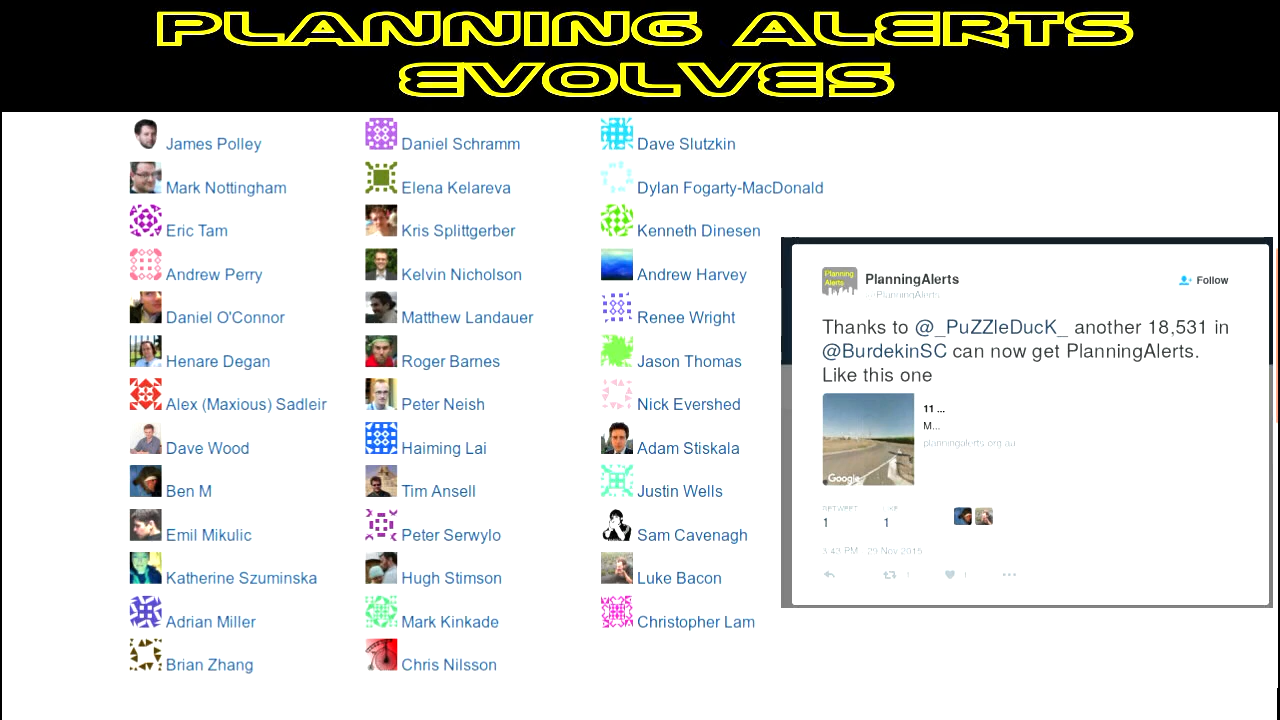 PLANNING ALERTS
EVOLVES
James Polley
Mark Nottingham
Eric Tam
Andrew Perry
Daniel O'Connor
Henare Degan
Alex (Maxious) Sadleir
Dave Wood
Ben M
Emil Mikulic
Katherine Szuminska
Adrian Miller
Brian Zhang
Daniel Schramm
Elena Kelareva
Kris Splittgerber
Kelvin Nicholson
Matthew Landauer
Roger Barnes
Peter Neish
Haiming Lai
Tim Ansell
Peter Serwylo
Hugh Stimson
Mark Kinkade
Chris Nilsson
Dave Slutzkin
Dylan Fogarty-MacDonald
Kenneth Dinesen
Andrew Harvey
Renee Wright
Jason Thomas
Nick Evershed
Adam Stiskala
Justin Wells
Sam Cavenagh
Luke Bacon
Christopher Lam
Planning
Alerts
PlanningAlerts
Follow
Thanks to @_PuZZleDucK_ another 18,531 in
@BurdekinSC can now get PlanningAlerts.
Like this one
Google
11 ...
M...
planningalerts.org.au
RETWEET
LIKE
1
1
3:43 PM
29 Nov 2015
1
1